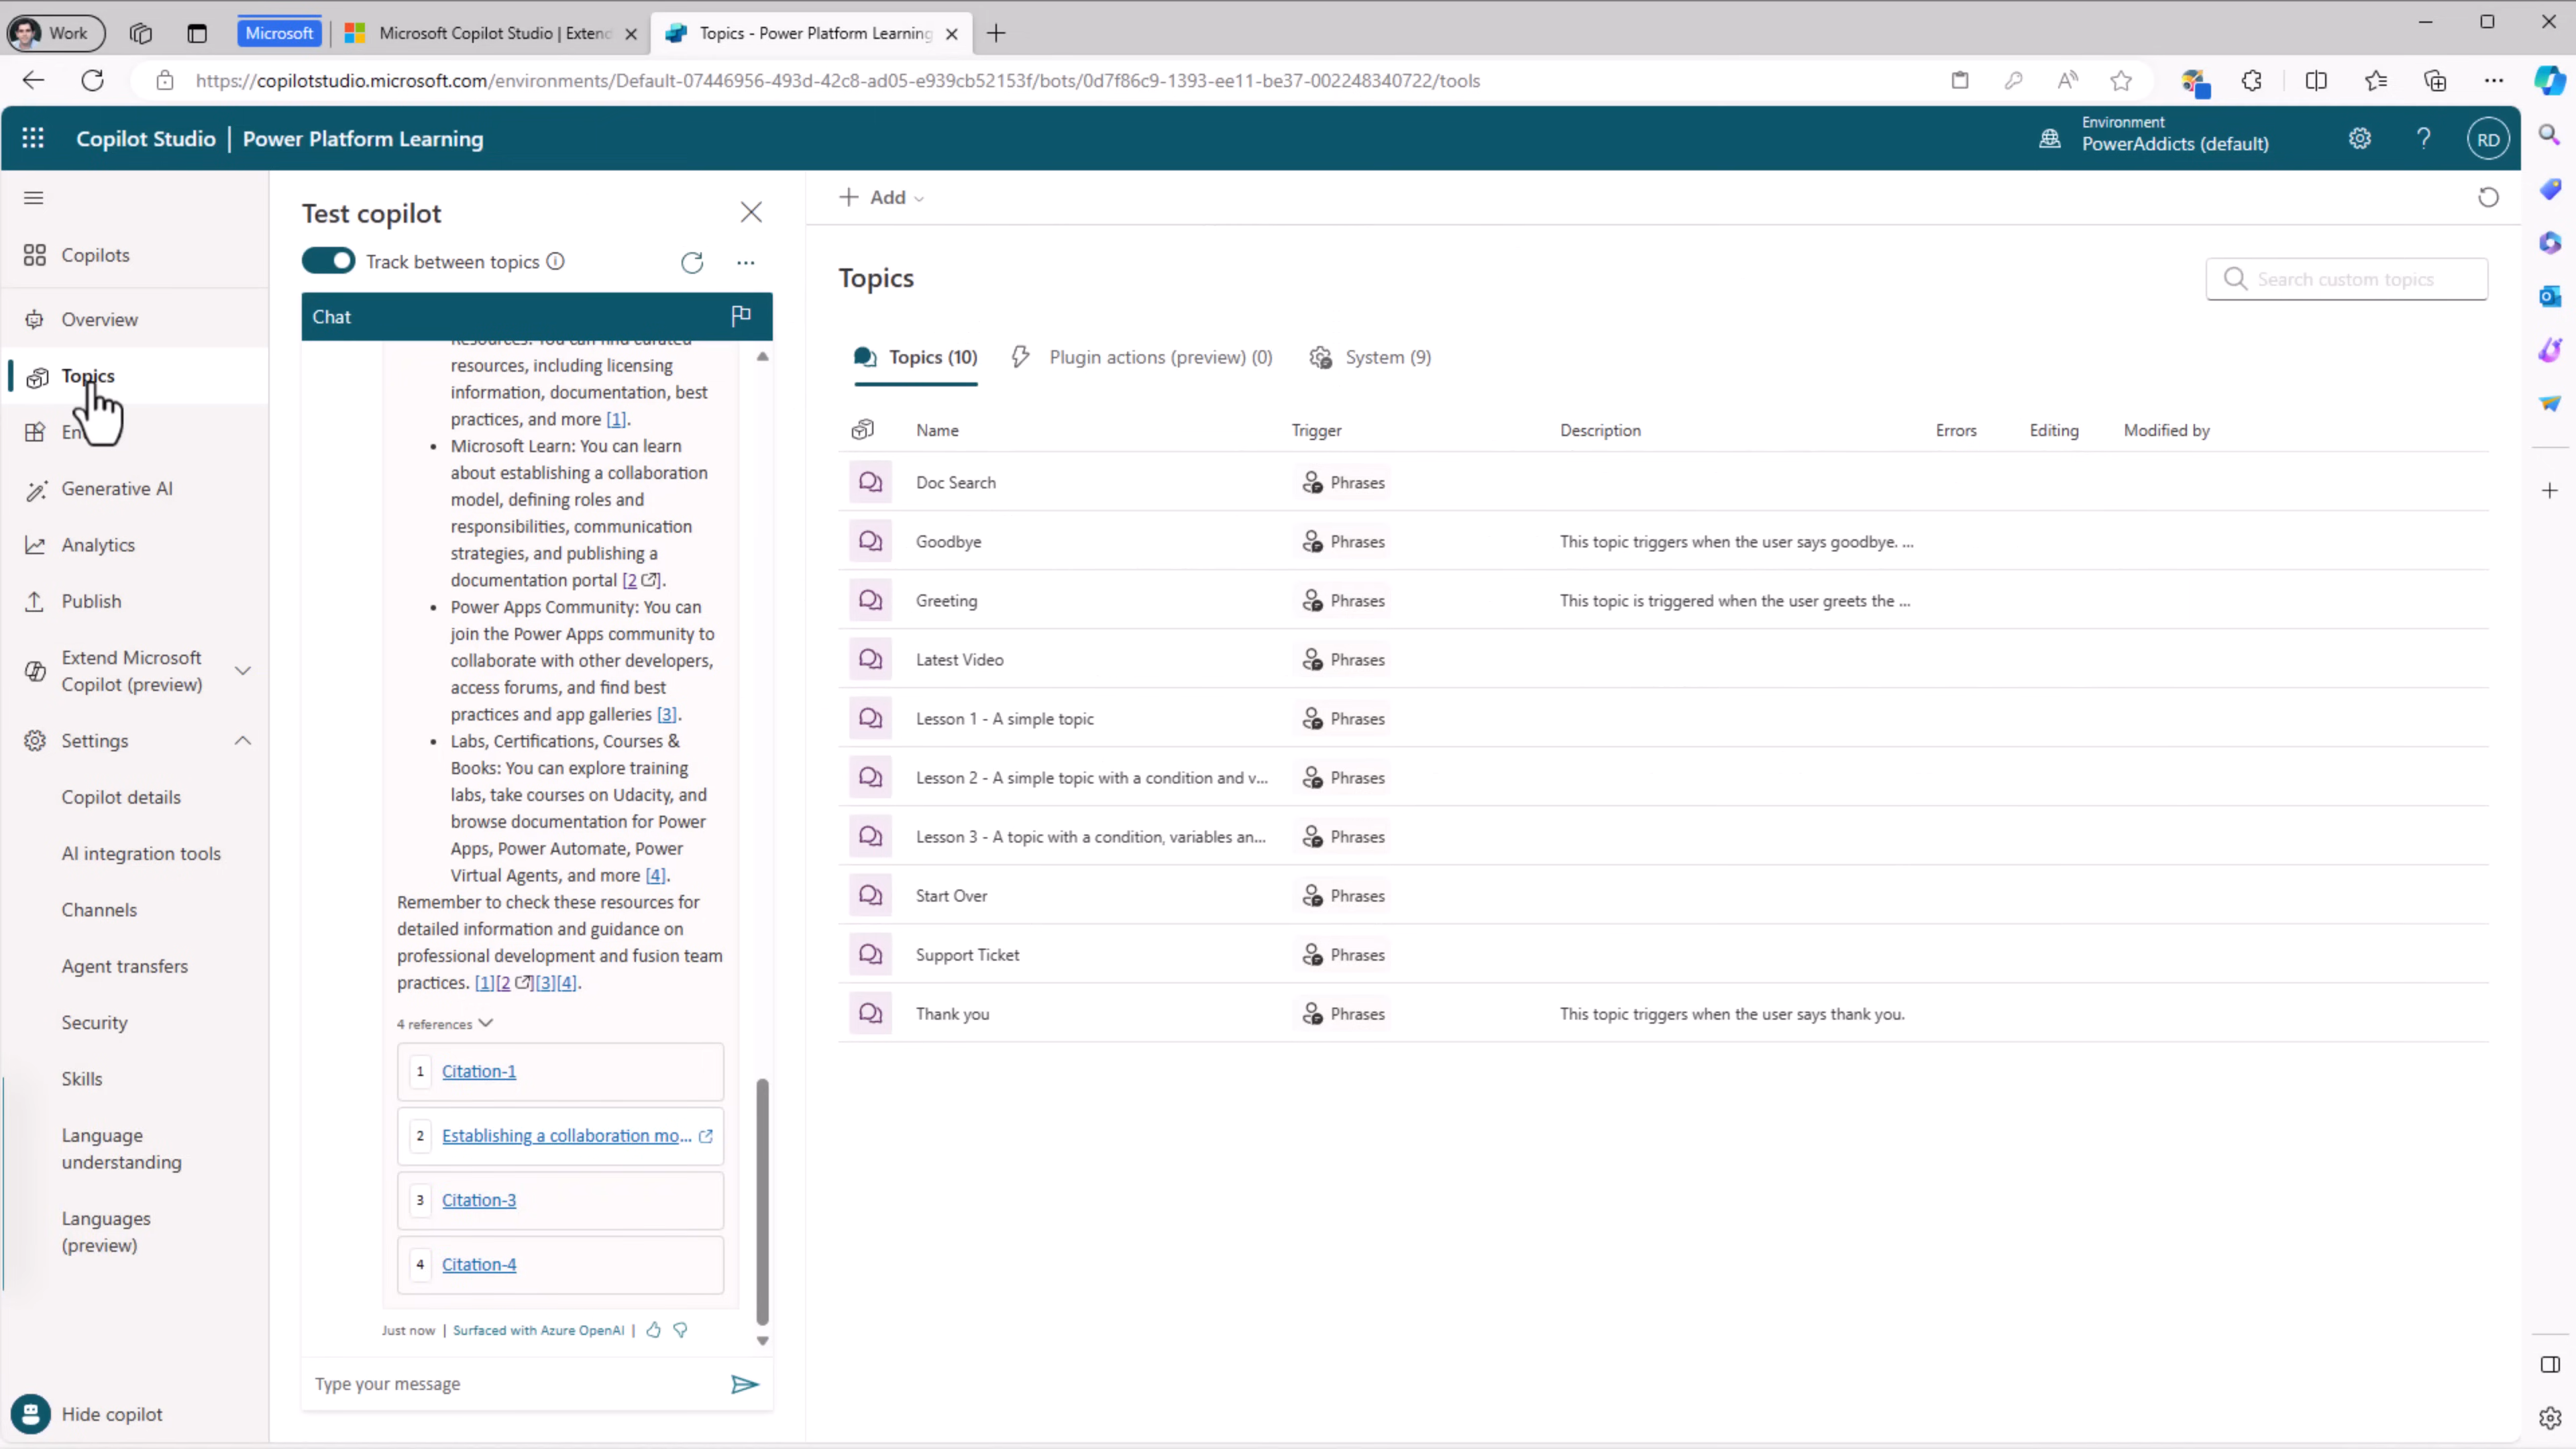 Work
Microsoft
Microsoft Copilot Studio | Extend
Topics - Power Platform Learning
https://copilotstudio.microsoft.com/environments/Default-07446956-493d-42c8-ad05-e939cb52153f/bots/0d7f86c9-1393-ee11-be37-002248340722/tools
Copilot Studio | Power Platform Learning
Environment
PowerAddicts (default)
RD
Copilots
Overview
Topics
Generative AI
Analytics
Publish
Extend Microsoft
Copilot (preview)
Settings
Copilot details
AI integration tools
Channels
Agent transfers
Security
Skills
Language
understanding
Languages
(preview)
Hide copilot
Test copilot
Track between topics
Chat
Resources: You can find curated
resources, including licensing
information, documentation, best
practices, and more [1].
• Microsoft Learn: You can learn
about establishing a collaboration
model, defining roles and
responsibilities, communication
strategies, and publishing a
documentation portal [2].
• Power Apps Community: You can
join the Power Apps community to
collaborate with other developers,
access forums, and find best
practices and app galleries [3].
• Labs, Certifications, Courses &
Books: You can explore training
labs, take courses on Udacity, and
browse documentation for Power
Apps, Power Automate, Power
Virtual Agents, and more [4].
Remember to check these resources for
detailed information and guidance on
professional development and fusion team
practices. [1][2][3][4].
4 references
1 Citation-1
2 Establishing a collaboration mo...
3 Citation-3
4 Citation-4
Just now | Surfaced with Azure OpenAI |
Type your message
Add
Topics
Search custom topics
Topics (10)
Plugin actions (preview) (0)
System (9)
Name Trigger Description Errors Editing Modified by
Doc Search Phrases
Goodbye Phrases This topic triggers when the user says goodbye. ...
Greeting Phrases This topic is triggered when the user greets the ...
Latest Video Phrases
Lesson 1 - A simple topic Phrases
Lesson 2 - A simple topic with a condition and v... Phrases
Lesson 3 - A topic with a condition, variables an... Phrases
Start Over Phrases
Support Ticket Phrases
Thank you Phrases This topic triggers when the user says thank you.